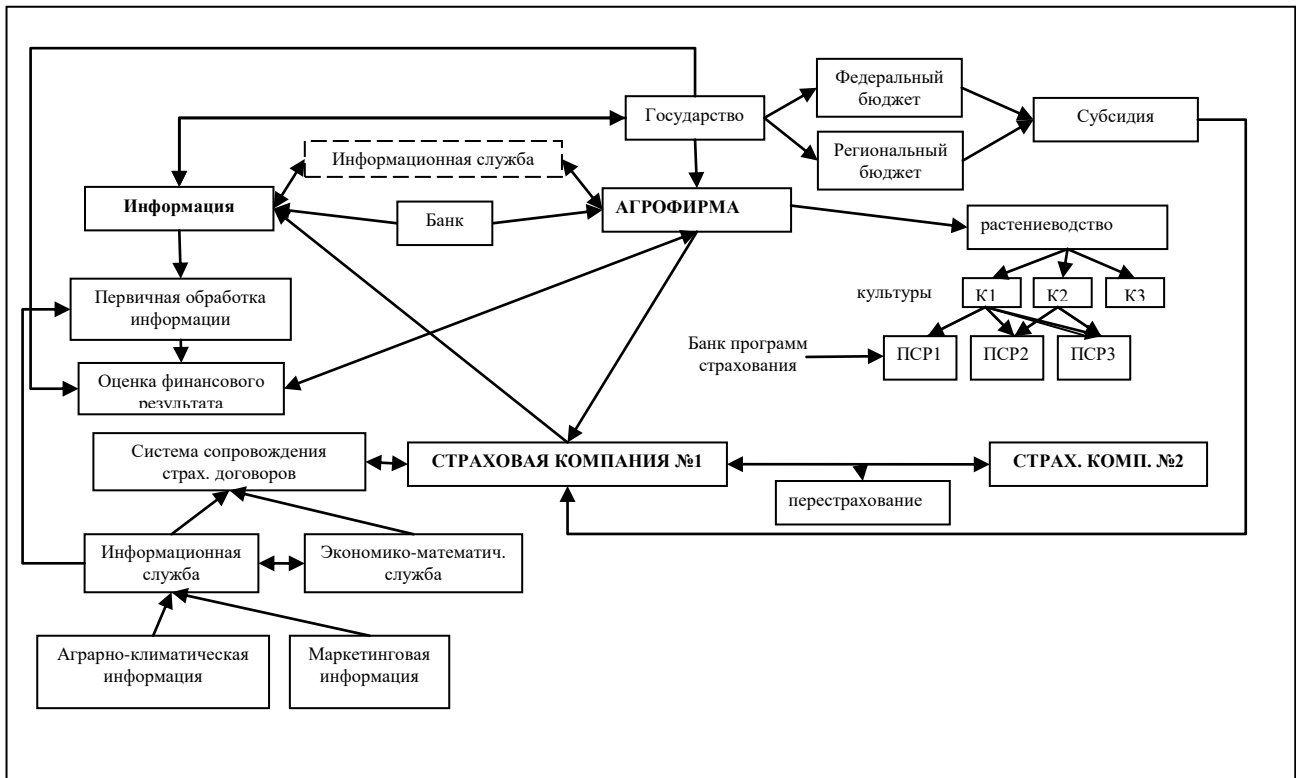 Федеральный
бюджет
Государство
Субсидия
Региональный
бюджет
Информационная служба
Информация
Банк
АГРОФИРМА
растениеводство
Первичная обработка
информации
культуры
К1
К2
К3
Банк программ
страхования
ПСР1
ПСР2
ПСР3
Оценка финансового
результата
Система сопровождения
страх. договоров
СТРАХОВАЯ КОМПАНИЯ №1
СТРАХ. КОМП. №2
перестрахование
Информационная
служба
Экономико-математич.
служба
Аграрно-климатическая
информация
Маркетинговая
информация